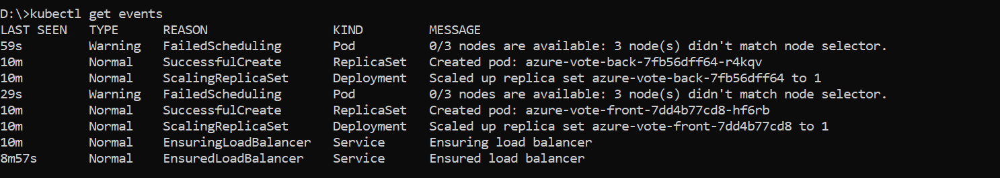 D:\>kubectl get events
LAST SEEN   TYPE      REASON                 KIND         MESSAGE
59s         Warning   FailedScheduling       Pod          0/3 nodes are available: 3 node(s) didn't match node selector.
10m         Normal    SuccessfulCreate       ReplicaSet   Created pod: azure-vote-back-7fb56dff64-r4kqv
10m         Normal    ScalingReplicaSet      Deployment   Scaled up replica set azure-vote-back-7fb56dff64 to 1
29s         Warning   FailedScheduling       Pod          0/3 nodes are available: 3 node(s) didn't match node selector.
10m         Normal    SuccessfulCreate       ReplicaSet   Created pod: azure-vote-front-7dd4b77cd8-hf6rb
10m         Normal    ScalingReplicaSet      Deployment   Scaled up replica set azure-vote-front-7dd4b77cd8 to 1
10m         Normal    EnsuringLoadBalancer   Service      Ensuring load balancer
8m57s       Normal    EnsuredLoadBalancer    Service      Ensured load balancer